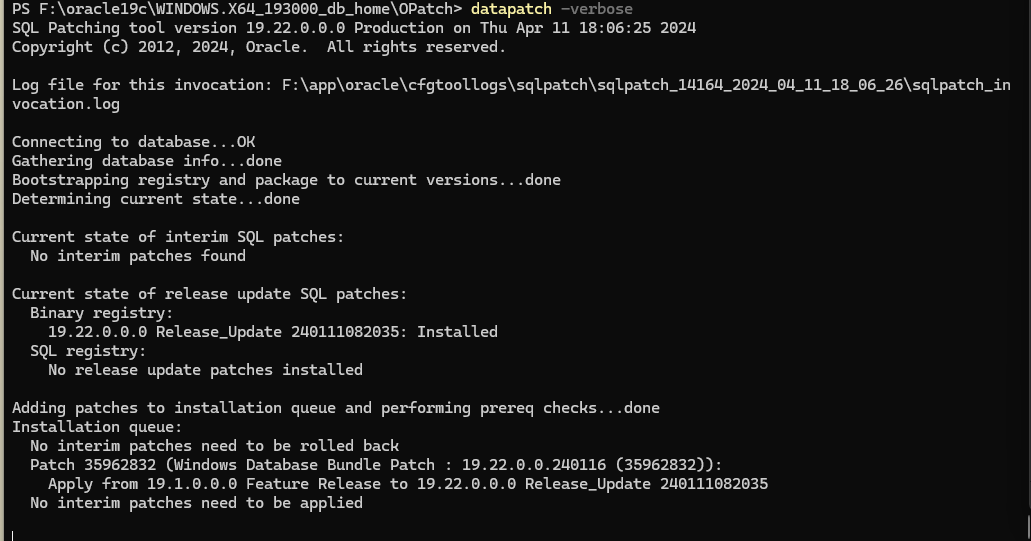 PS F:\oracle19c\WINDOWS.X64_193000_db_home\OPatch> datapatch -verbose
SQL Patching tool version 19.22.0.0.0 Production on Thu Apr 11 18:06:25 2024
Copyright (c) 2012, 2024, Oracle.  All rights reserved.

Log file for this invocation: F:\app\oracle\cfgtoollogs\sqlpatch\sqlpatch_14164_2024_04_11_18_06_26\sqlpatch_in
vocation.log

Connecting to database...OK
Gathering database info...done
Bootstrapping registry and package to current versions...done
Determining current state...done

Current state of interim SQL patches:
  No interim patches found

Current state of release update SQL patches:
  Binary registry:
    19.22.0.0.0 Release_Update 240111082035: Installed
  SQL registry:
    No release update patches installed

Adding patches to installation queue and performing prereq checks...done
Installation queue:
  No interim patches need to be rolled back
  Patch 35962832 (Windows Database Bundle Patch : 19.22.0.0.240116 (35962832)):
    Apply from 19.1.0.0.0 Feature Release to 19.22.0.0.0 Release_Update 240111082035
  No interim patches need to be applied